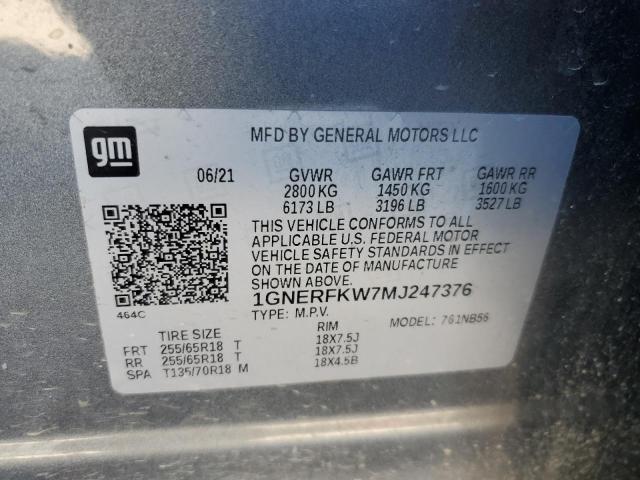 gm
MFD BY GENERAL MOTORS LLC
06/21 GVWR GAWR FRT GAWR RR
2800 KG 1450 KG 1600 KG
6173 LB 3196 LB 3527 LB
THIS VEHICLE CONFORMS TO ALL
APPLICABLE U.S. FEDERAL MOTOR
VEHICLE SAFETY STANDARDS IN EFFECT
ON THE DATE OF MANUFACTURE
SHOWN ABOVE.
1GNERFKW7MJ247376
464C
TYPE: M.P.V. MODEL: 761NB56
TIRE SIZE RIM
FRT 255/65R18 T 18X7.5J
RR 255/65R18 T 18X7.5J
SPA T135/70R18 M 18X4.5B